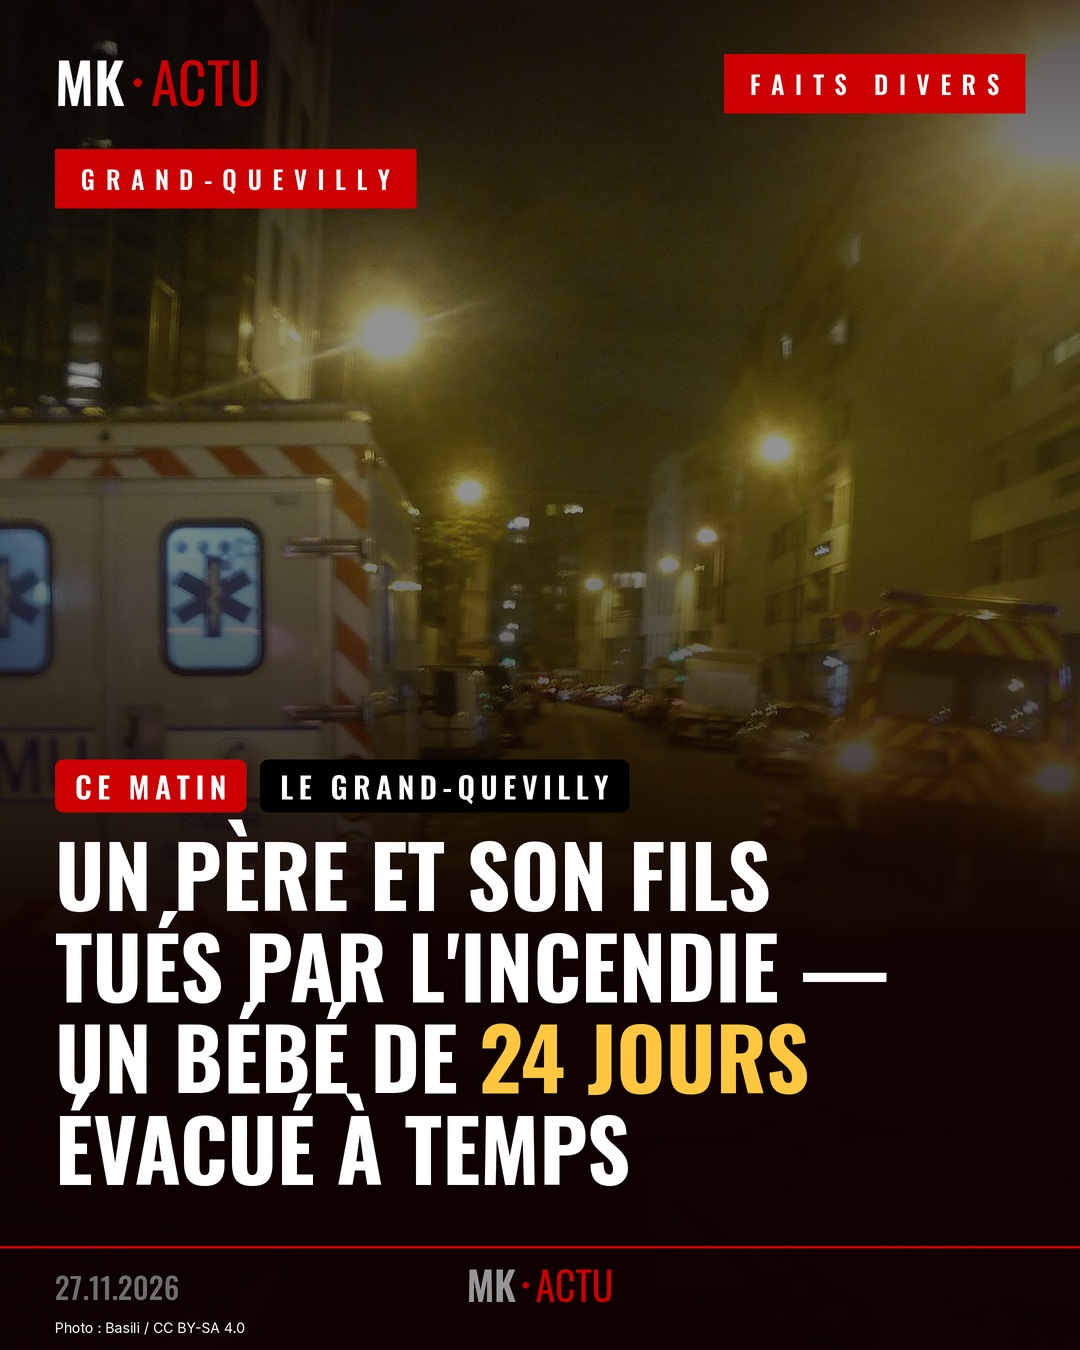 MK·ACTU
FAITS DIVERS
GRAND-QUEVILLY
CE MATIN
LE GRAND-QUEVILLY
UN PÈRE ET SON FILS
TUÉS PAR L'INCENDIE —
UN BÉBÉ DE 24 JOURS
ÉVACUÉ À TEMPS
27.11.2026
MK·ACTU
Photo : Basili / CC BY-SA 4.0